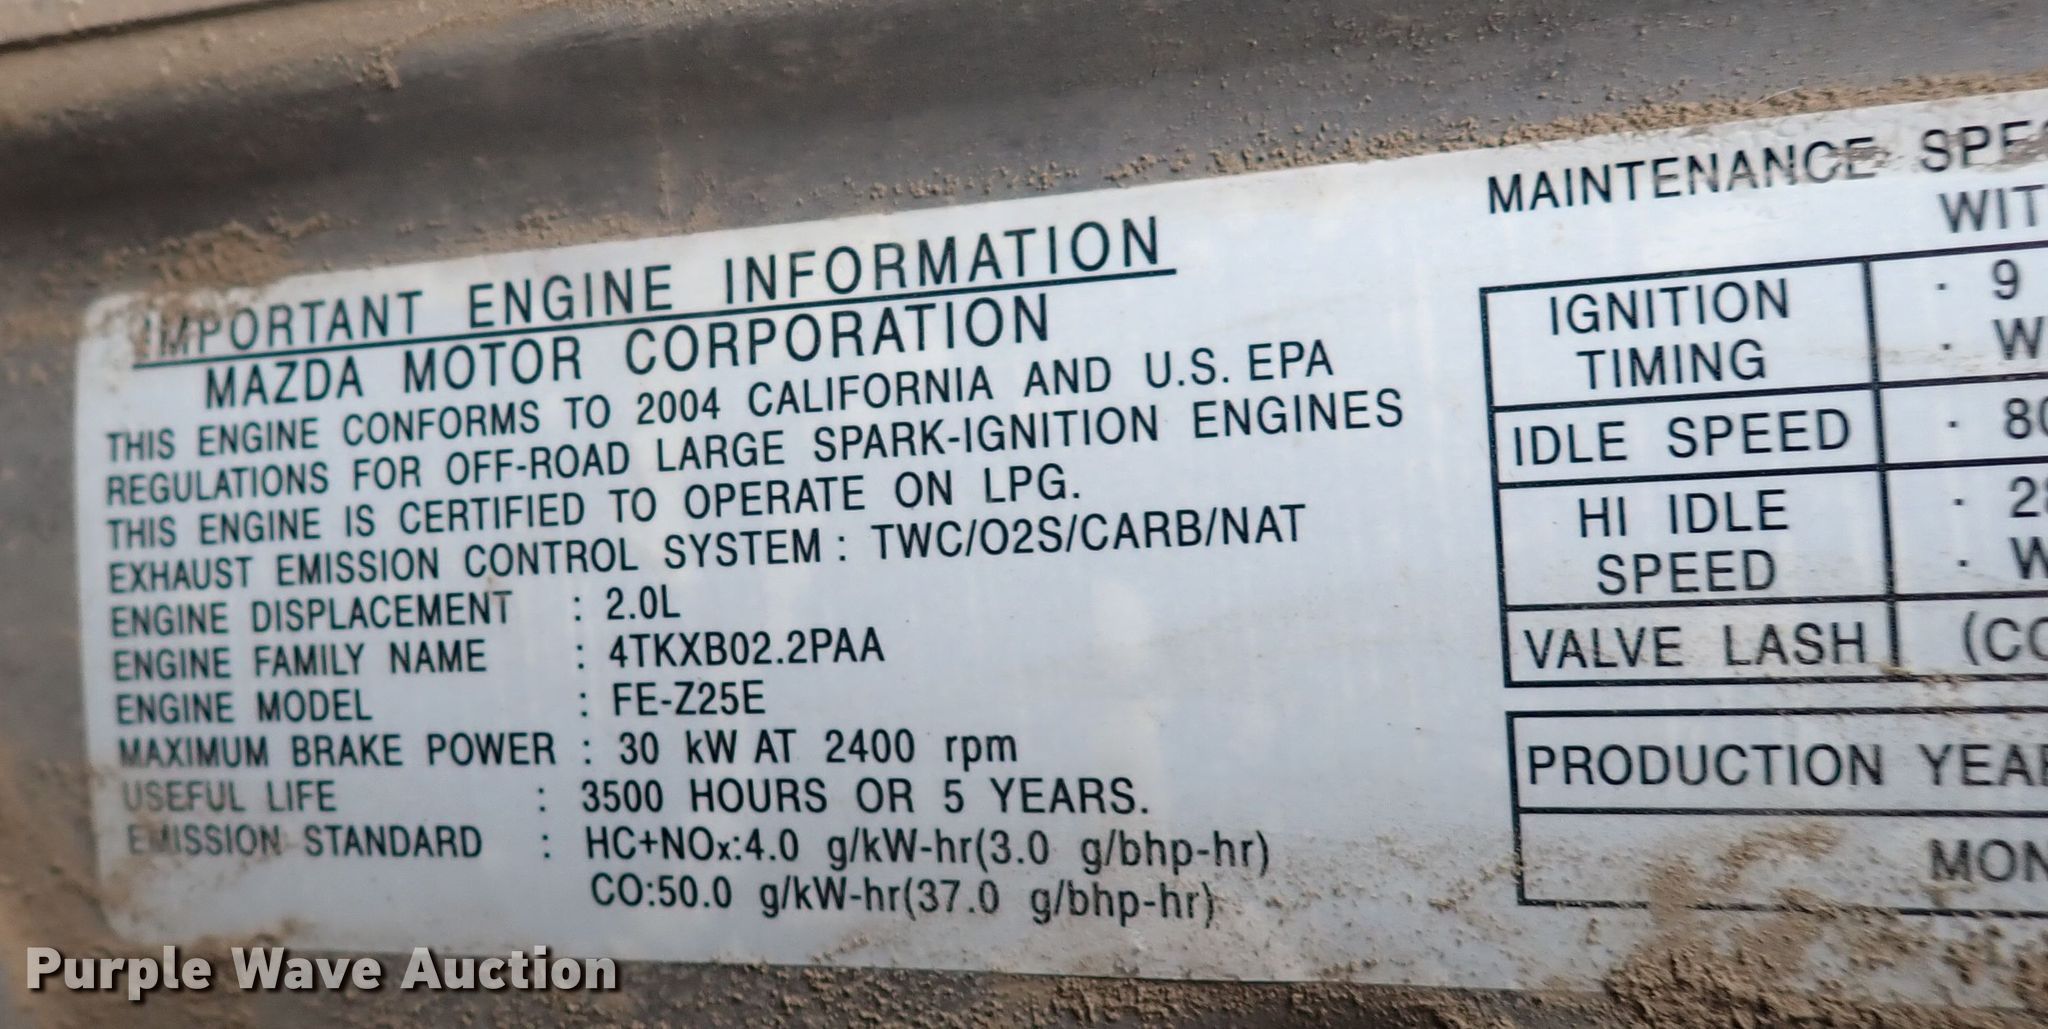 IMPORTANT ENGINE INFORMATION
MAZDA MOTOR CORPORATION
THIS ENGINE CONFORMS TO 2004 CALIFORNIA AND U.S. EPA
REGULATIONS FOR OFF-ROAD LARGE SPARK-IGNITION ENGINES
THIS ENGINE IS CERTIFIED TO OPERATE ON LPG.
EXHAUST EMISSION CONTROL SYSTEM : TWC/O2S/CARB/NAT
ENGINE DISPLACEMENT : 2.0L
ENGINE FAMILY NAME : 4TKXB02.2PAA
ENGINE MODEL : FE-Z25E
MAXIMUM BRAKE POWER : 30 kW AT 2400 rpm
USEFUL LIFE : 3500 HOURS OR 5 YEARS.
EMISSION STANDARD : HC+NOx:4.0 g/kW-hr(3.0 g/bhp-hr)
CO:50.0 g/kW-hr(37.0 g/bhp-hr)
MAINTENANCE
IGNITION
TIMING
· 9
IDLE SPEED
HI IDLE
SPEED
VALVE LASH
PRODUCTION
Purple Wave Auction